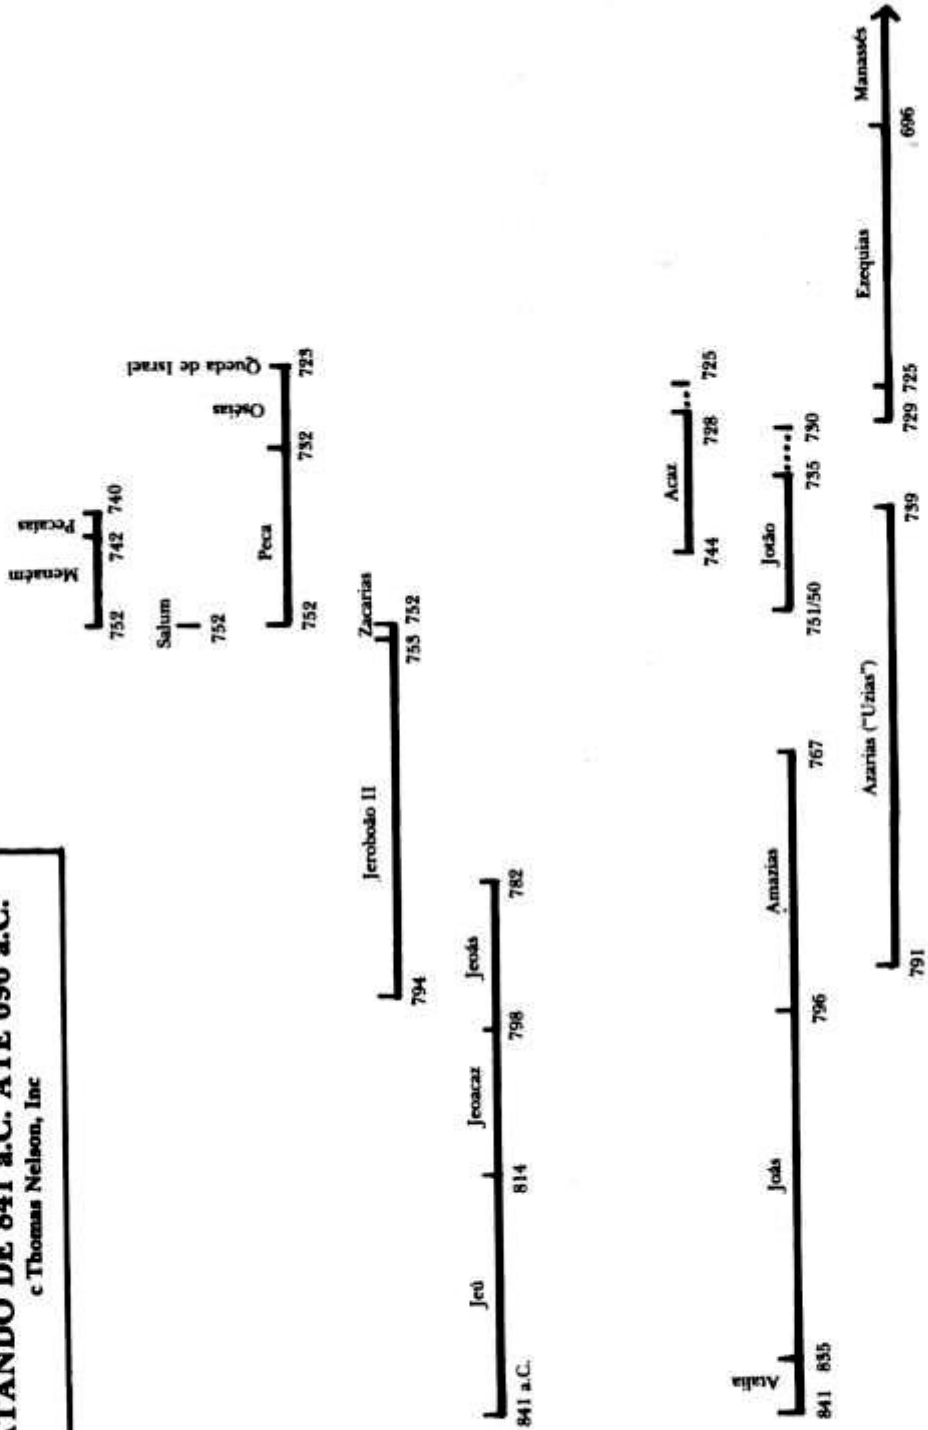 DE 841 a.C. ATÉ 696 a.C.
c Thomas Nelson, Inc
Menaém
Pecaías
752
742
740
Salum
752
Peca
Oséias
Queda de Israel
752
732
723
Jeroboão II
Zacarias
794
753
752
Jeú
Jeoacaz
Jeoás
841 a.C.
814
798
782
Acaz
744
728
725
Jotão
751/50
735
730
Atalia
Joás
Amazias
841
835
796
767
Azarias ("Uzias")
791
739
Ezequias
Manassés
729
725
696